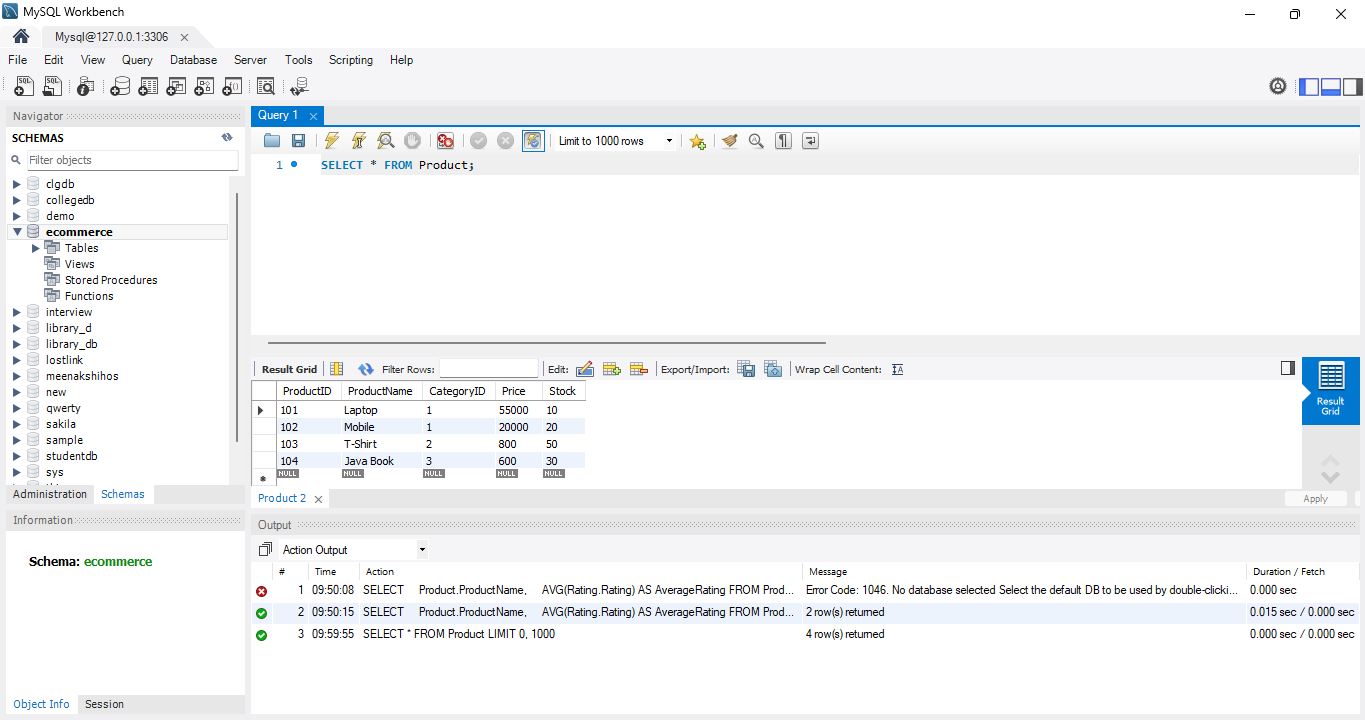 MySQL Workbench
Mysql@127.0.0.1:3306
File Edit View Query Database Server Tools Scripting Help
Navigator
SCHEMAS
Filter objects
clgdb
collegedb
demo
ecommerce
Tables
Views
Stored Procedures
Functions
interview
library_d
library_db
lostlink
meenakshihos
new
qwerty
sakila
sample
studentdb
sys
Administration Schemas
Information
Schema: ecommerce
Object Info Session
Query 1
Limit to 1000 rows
1 SELECT * FROM Product;
Result Grid Filter Rows: Edit: Export/Import: Wrap Cell Content:
ProductID ProductName CategoryID Price Stock
101 Laptop 1 55000 10
102 Mobile 1 20000 20
103 T-Shirt 2 800 50
104 Java Book 3 600 30
NULL NULL NULL NULL NULL
Result
Grid
Product 2
Apply
Output
Action Output
# Time Action Message Duration / Fetch
1 09:50:08 SELECT Product.ProductName, AVG(Rating.Rating) AS AverageRating FROM Prod... Error Code: 1046. No database selected Select the default DB to be used by double-clicki... 0.000 sec
2 09:50:15 SELECT Product.ProductName, AVG(Rating.Rating) AS AverageRating FROM Prod... 2 row(s) returned 0.015 sec / 0.000 sec
3 09:59:55 SELECT * FROM Product LIMIT 0, 1000 4 row(s) returned 0.000 sec / 0.000 sec